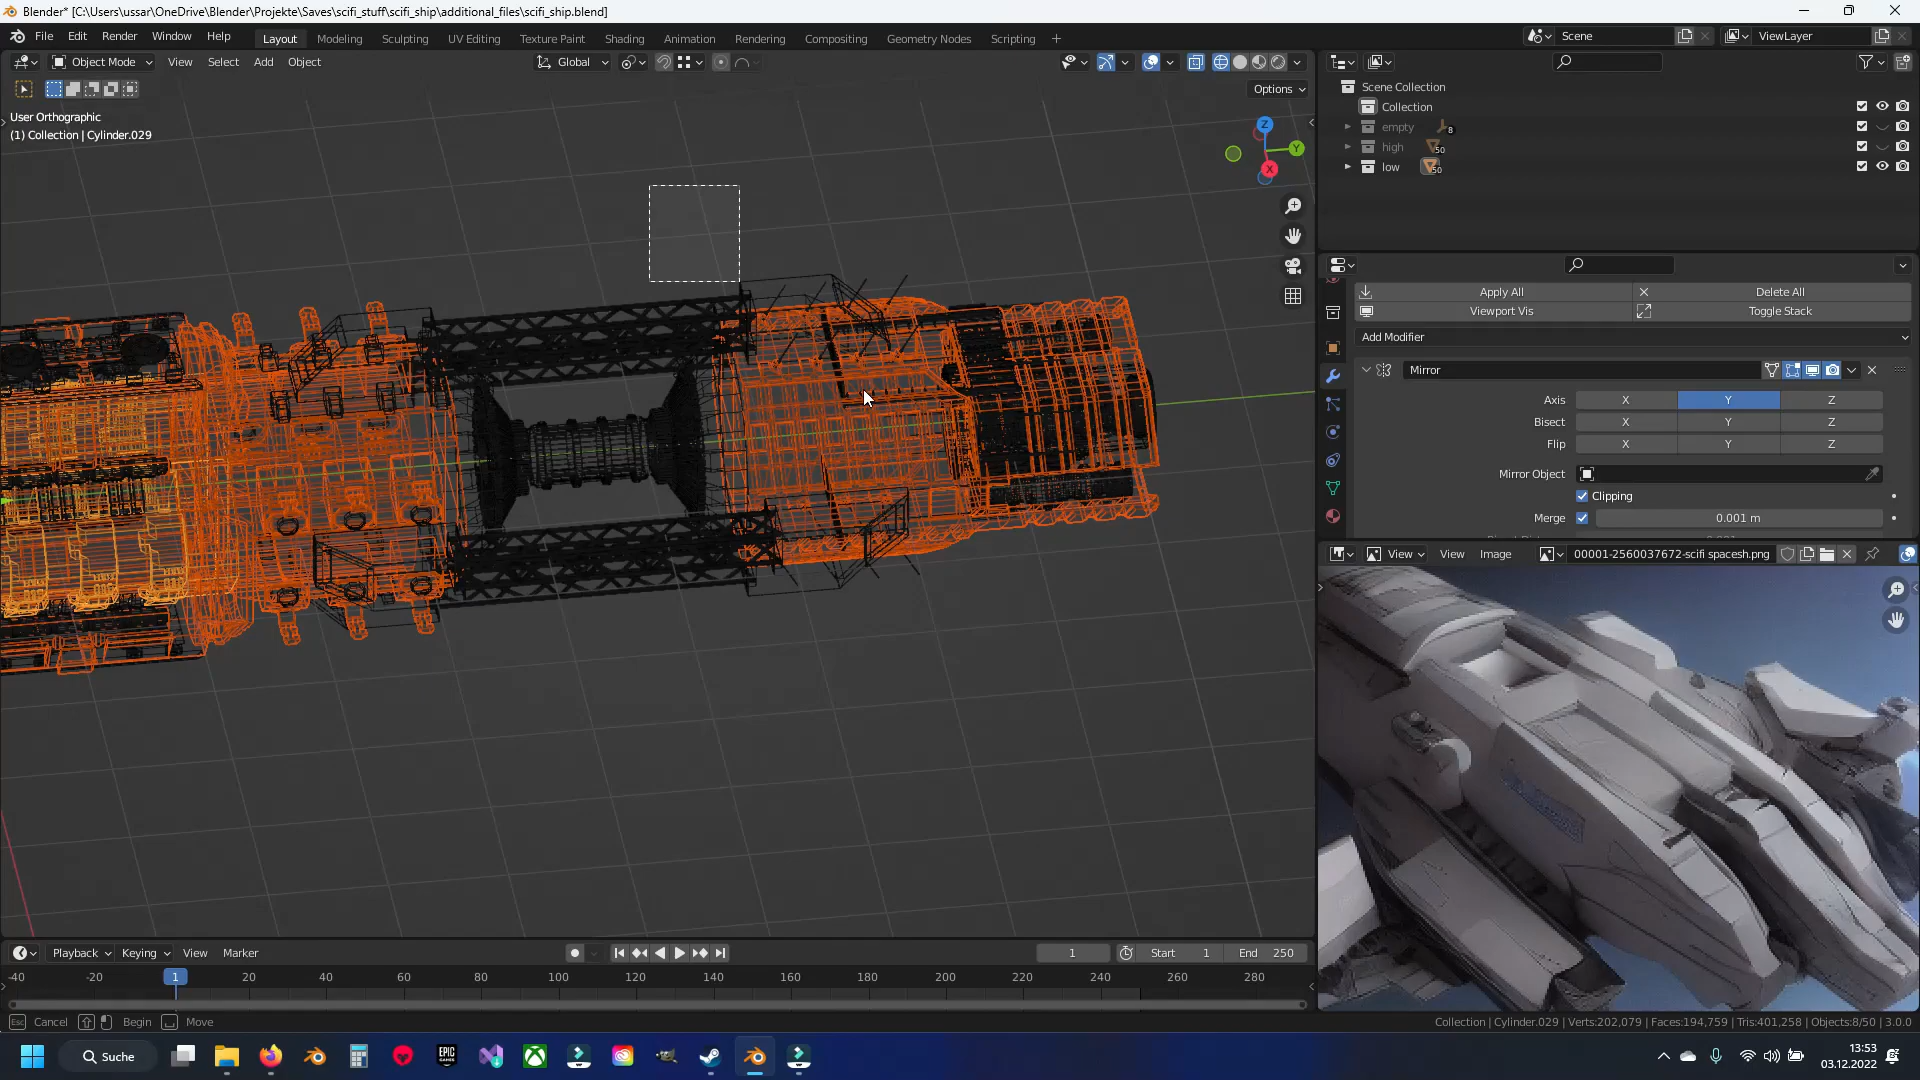 Blender* [C:\Users\ussar\OneDrive\Blender\Projekte\Saves\scifi_stuff\scifi_ship\additional_files\scifi_ship.blend]
File Edit Render Window Help Layout Modeling Sculpting UV Editing Texture Paint Shading Animation Rendering Compositing Geometry Nodes Scripting + Scene ViewLayer
Object Mode View Select Add Object Global
Options
User Orthographic
(1) Collection | Cylinder.029
Z
Y
X
Scene Collection
Collection
empty 8
high 50
low 50
Apply All Delete All
Viewport Vis Toggle Stack
Add Modifier
Mirror
Axis X Y Z
Bisect X Y Z
Flip X Y Z
Mirror Object
Clipping
Merge 0.001 m
View View Image 00001-2560037672-scifi spacesh.png
Playback Keying View Marker 1 Start 1 End 250
-40 -20 1 20 40 60 80 100 120 140 160 180 200 220 240 260 280
Esc Cancel Begin Move
Collection | Cylinder.029 | Verts:202,079 | Faces:194,759 | Tris:401,258 | Objects:8/50 | 3.0.0
Suche
EPIC GAMES
13:53
03.12.2022